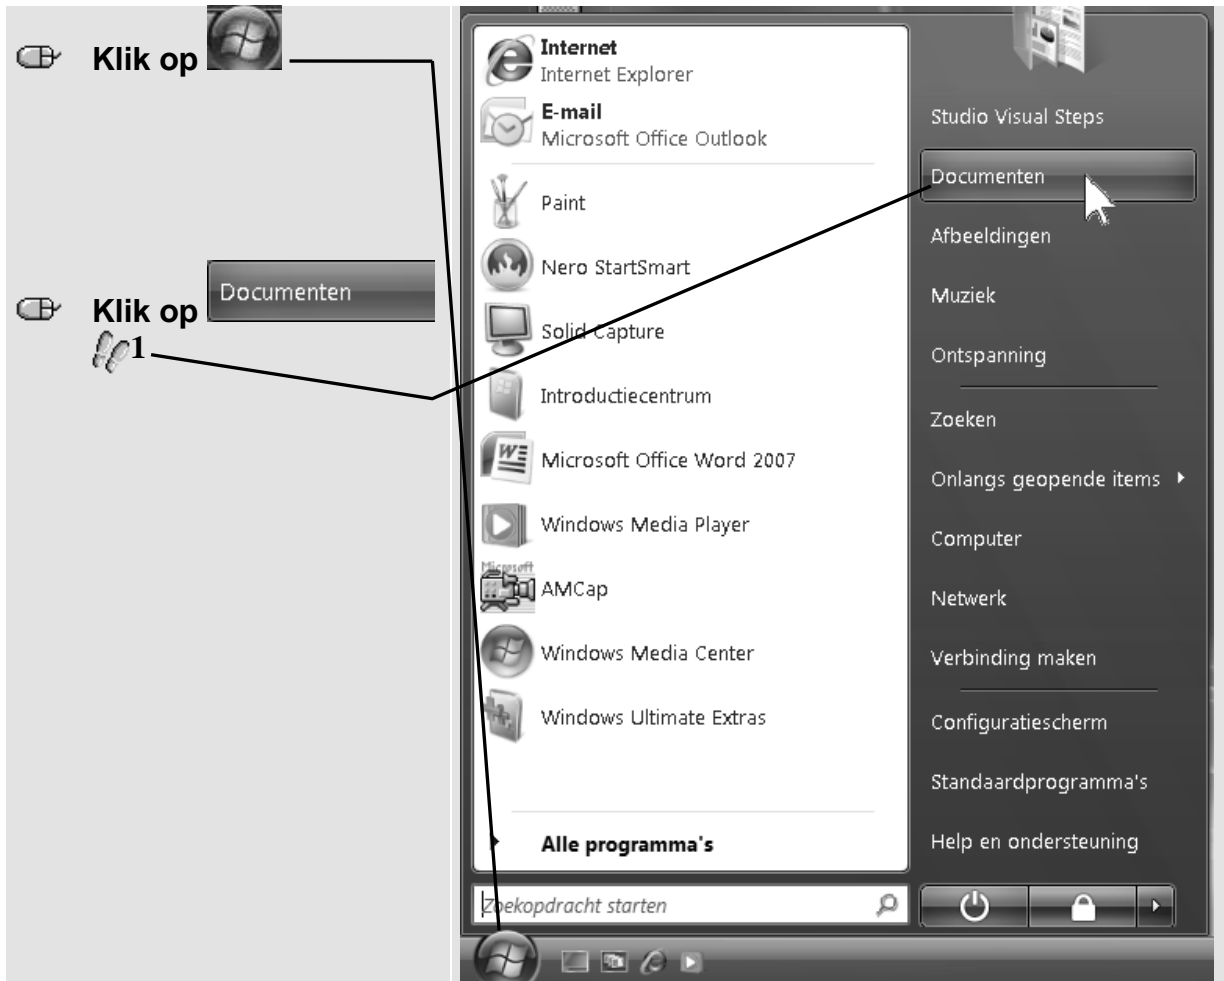 Klik op
Klik op Documenten
1
Internet
Internet Explorer
E-mail
Microsoft Office Outlook
Paint
Nero StartSmart
Solid Capture
Introductiecentrum
Microsoft Office Word 2007
Windows Media Player
Microsoft
AMCap
Windows Media Center
Windows Ultimate Extras
Alle programma's
Zoekopdracht starten
Studio Visual Steps
Documenten
Afbeeldingen
Muziek
Ontspanning
Zoeken
Onlangs geopende items
Computer
Netwerk
Verbinding maken
Configuratiescherm
Standaardprogramma's
Help en ondersteuning